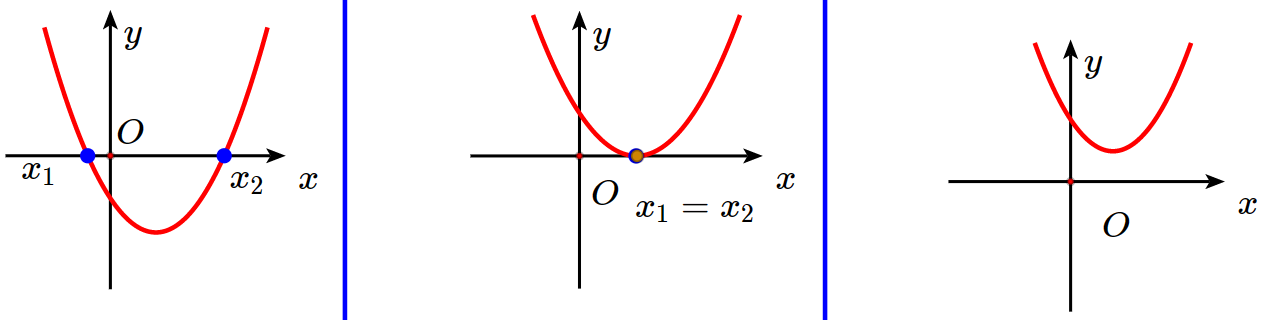 y
O
x₁
x₂
x
y
O
x
x₁ = x₂
y
x
O